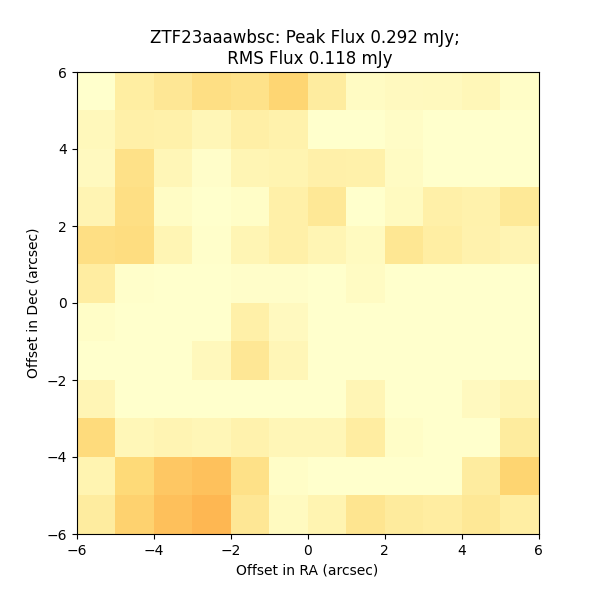 ZTF23aaawbsc: Peak Flux 0.292 mJy;
RMS Flux 0.118 mJy
6
4
2
0
−2
−4
−6
Offset in Dec (arcsec)
−6 −4 −2 0 2 4 6
Offset in RA (arcsec)